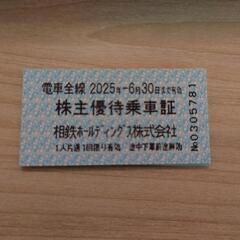 電車全線 2025年-6月30日まで有効
株主優待乗車証
相鉄ホールディングス株式会社
1人片道1回限り有効 途中下車前途無効
No0305781